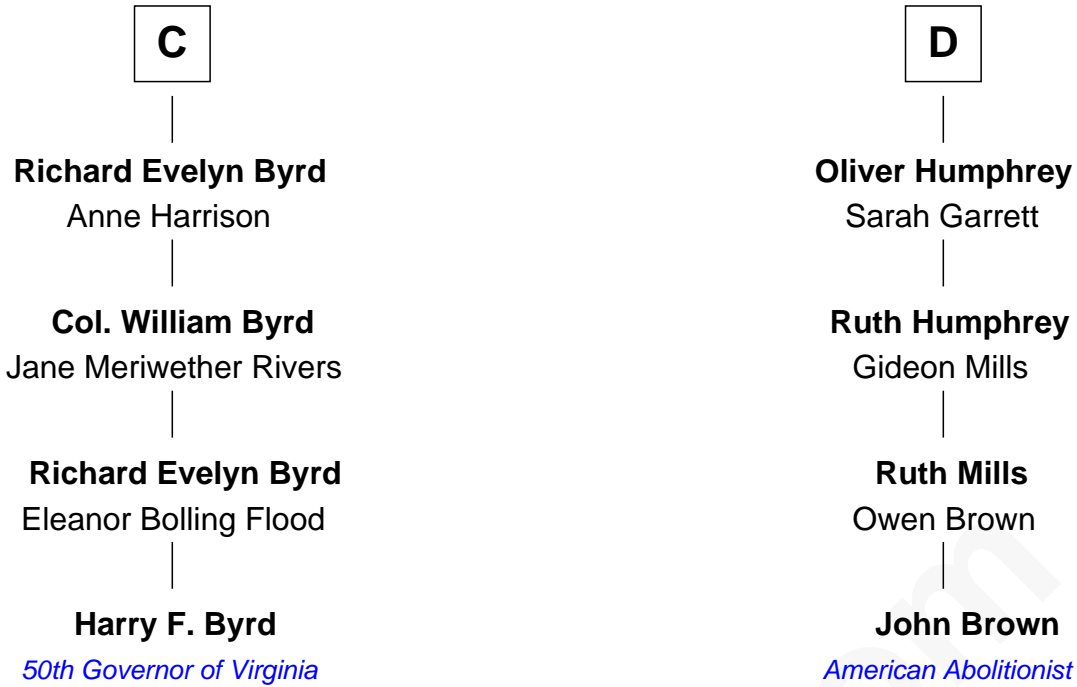 C
Richard Evelyn Byrd
Anne Harrison
Col. William Byrd
Jane Meriwether Rivers
Richard Evelyn Byrd
Eleanor Bolling Flood
Harry F. Byrd
50th Governor of Virginia
D
Oliver Humphrey
Sarah Garrett
Ruth Humphrey
Gideon Mills
Ruth Mills
Owen Brown
John Brown
American Abolitionist
om